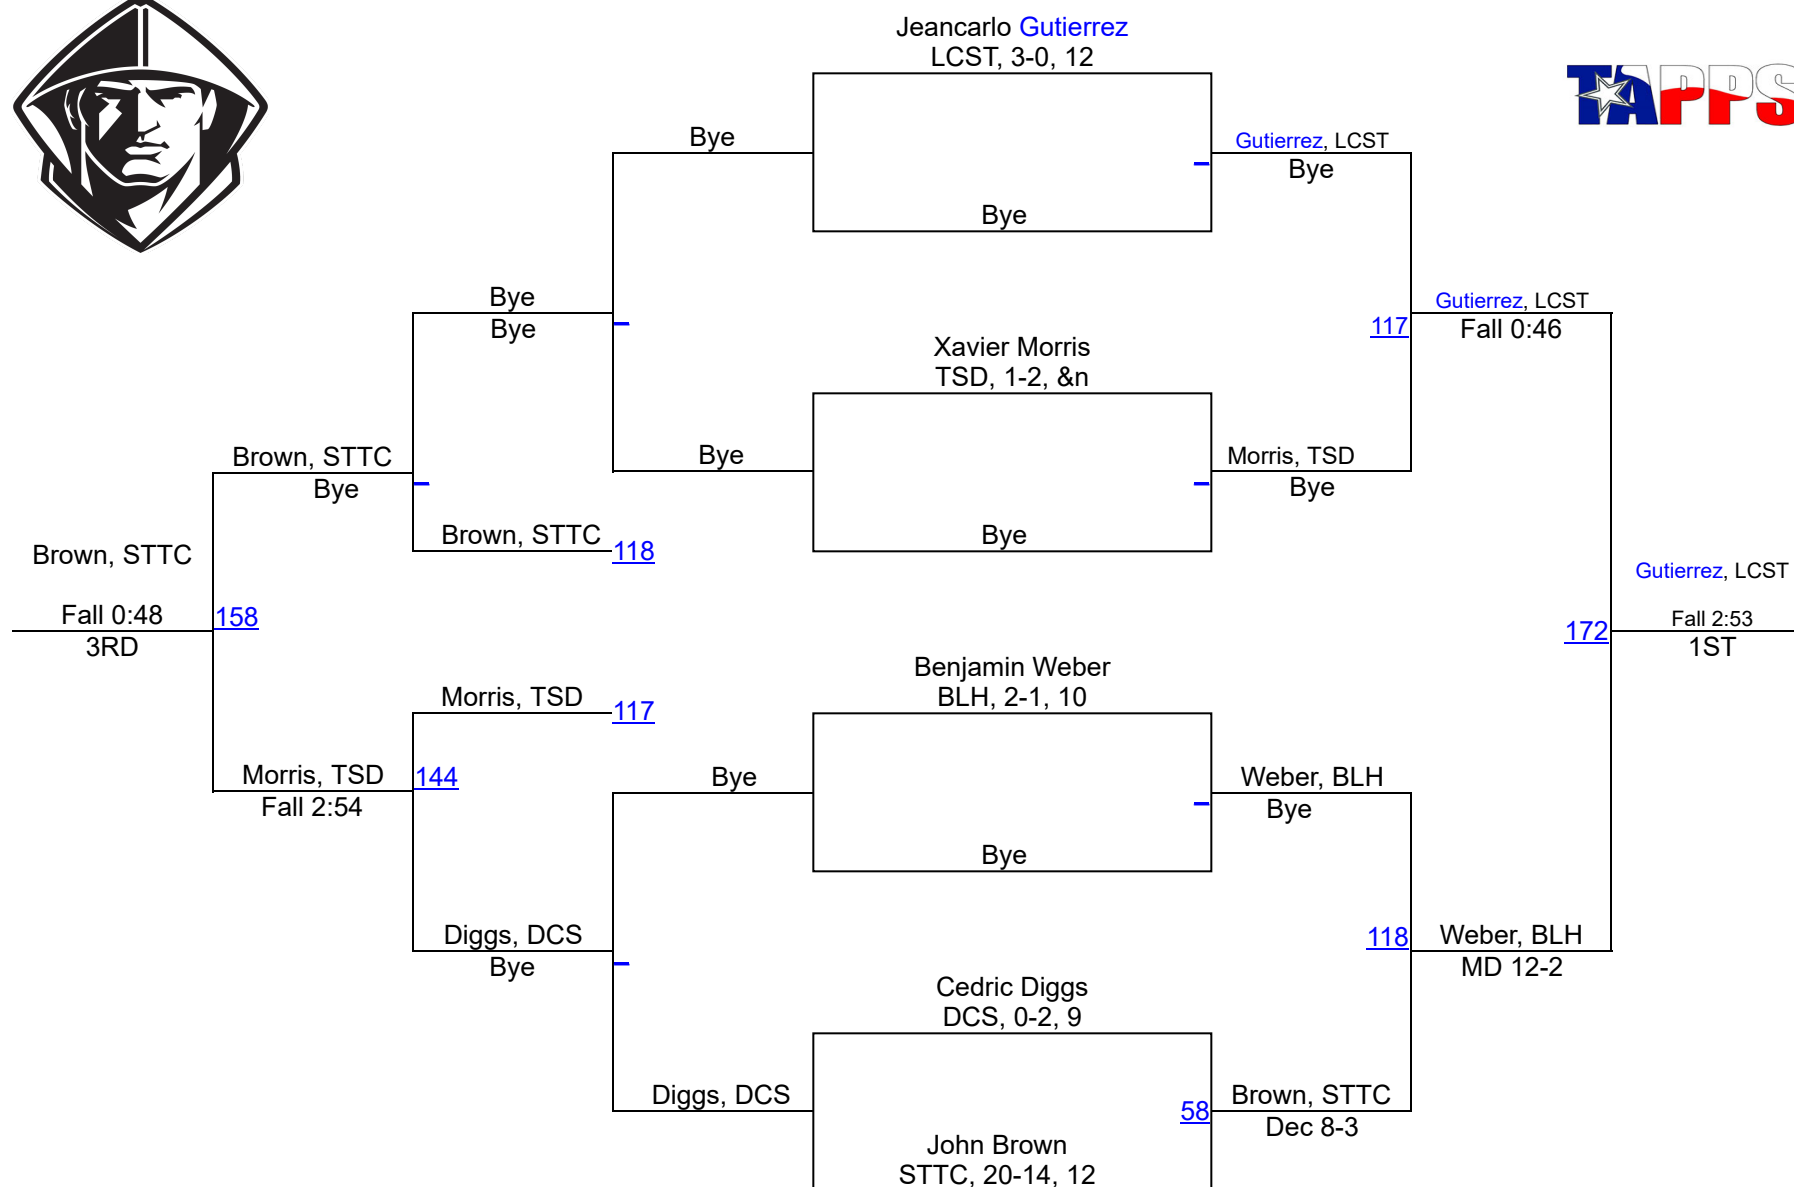 Jeancarlo Gutierrez
LCST, 3-0, 12
TAPPS
Bye
Gutierrez, LCST
Bye
Bye
Bye
Bye
Gutierrez, LCST
117
Fall 0:46
Xavier Morris
TSD, 1-2, &n
Brown, STTC
Bye
Bye
Morris, TSD
Bye
Brown, STTC
118
Bye
Brown, STTC
Gutierrez, LCST
Fall 0:48
158
3RD
172
Fall 2:53
1ST
Benjamin Weber
BLH, 2-1, 10
Morris, TSD
117
Morris, TSD
144
Fall 2:54
Bye
Weber, BLH
Bye
Bye
Diggs, DCS
Bye
118
Weber, BLH
MD 12-2
Cedric Diggs
DCS, 0-2, 9
Diggs, DCS
58
Brown, STTC
Dec 8-3
John Brown
STTC, 20-14, 12